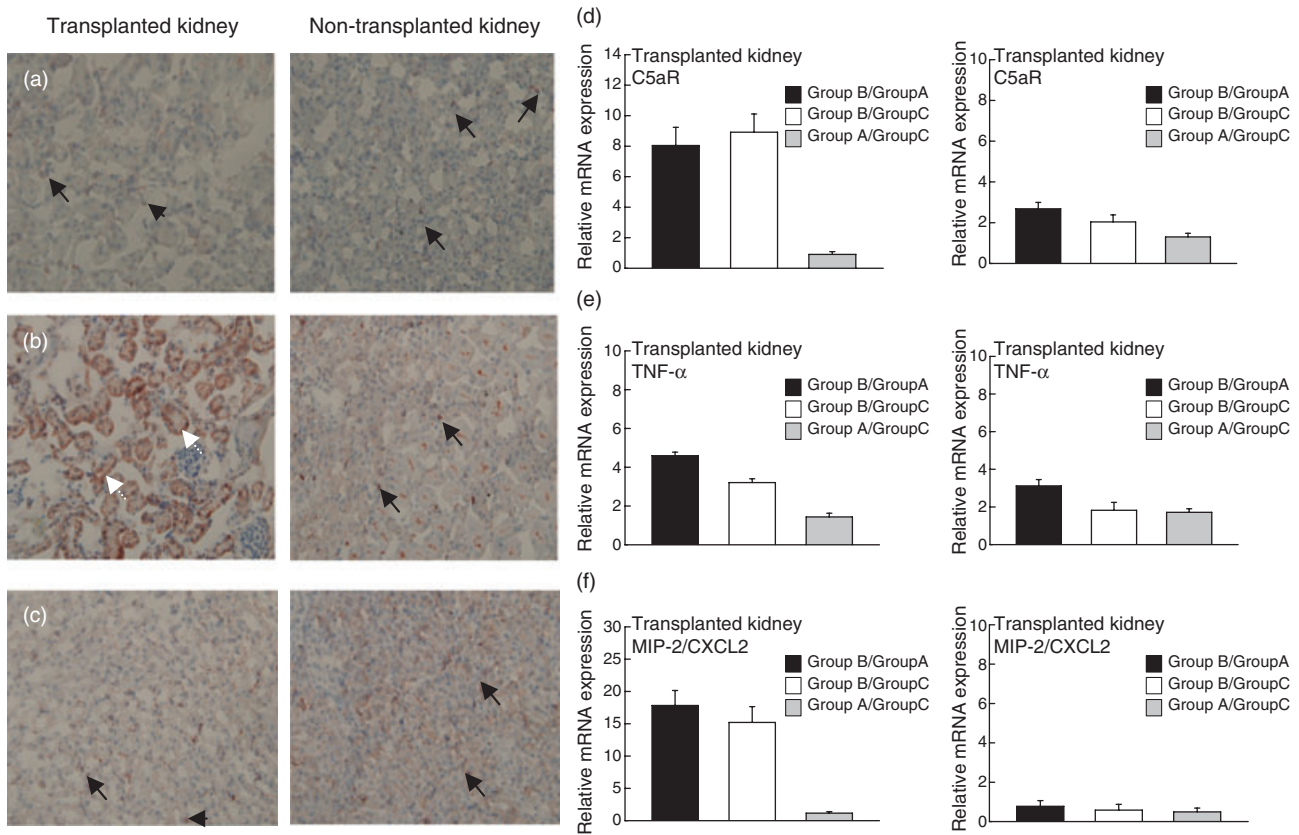 Transplanted kidney
Non-transplanted kidney
(a)
(b)
(c)
(d)
Relative mRNA expression
14
12
10
8
6
4
2
0
Transplanted kidney
C5aR
Group B/GroupA
Group B/GroupC
Group A/GroupC
Relative mRNA expression
10
8
6
4
2
0
Transplanted kidney
C5aR
Group B/GroupA
Group B/GroupC
Group A/GroupC
(e)
Relative mRNA expression
10
8
6
4
2
0
Transplanted kidney
TNF-α
Group B/GroupA
Group B/GroupC
Group A/GroupC
Relative mRNA expression
10
8
6
4
2
0
Transplanted kidney
TNF-α
Group B/GroupA
Group B/GroupC
Group A/GroupC
(f)
Relative mRNA expression
30
25
20
15
10
5
0
Transplanted kidney
MIP-2/CXCL2
Group B/GroupA
Group B/GroupC
Group A/GroupC
Relative mRNA expression
10
8
6
4
2
0
Transplanted kidney
MIP-2/CXCL2
Group B/GroupA
Group B/GroupC
Group A/GroupC